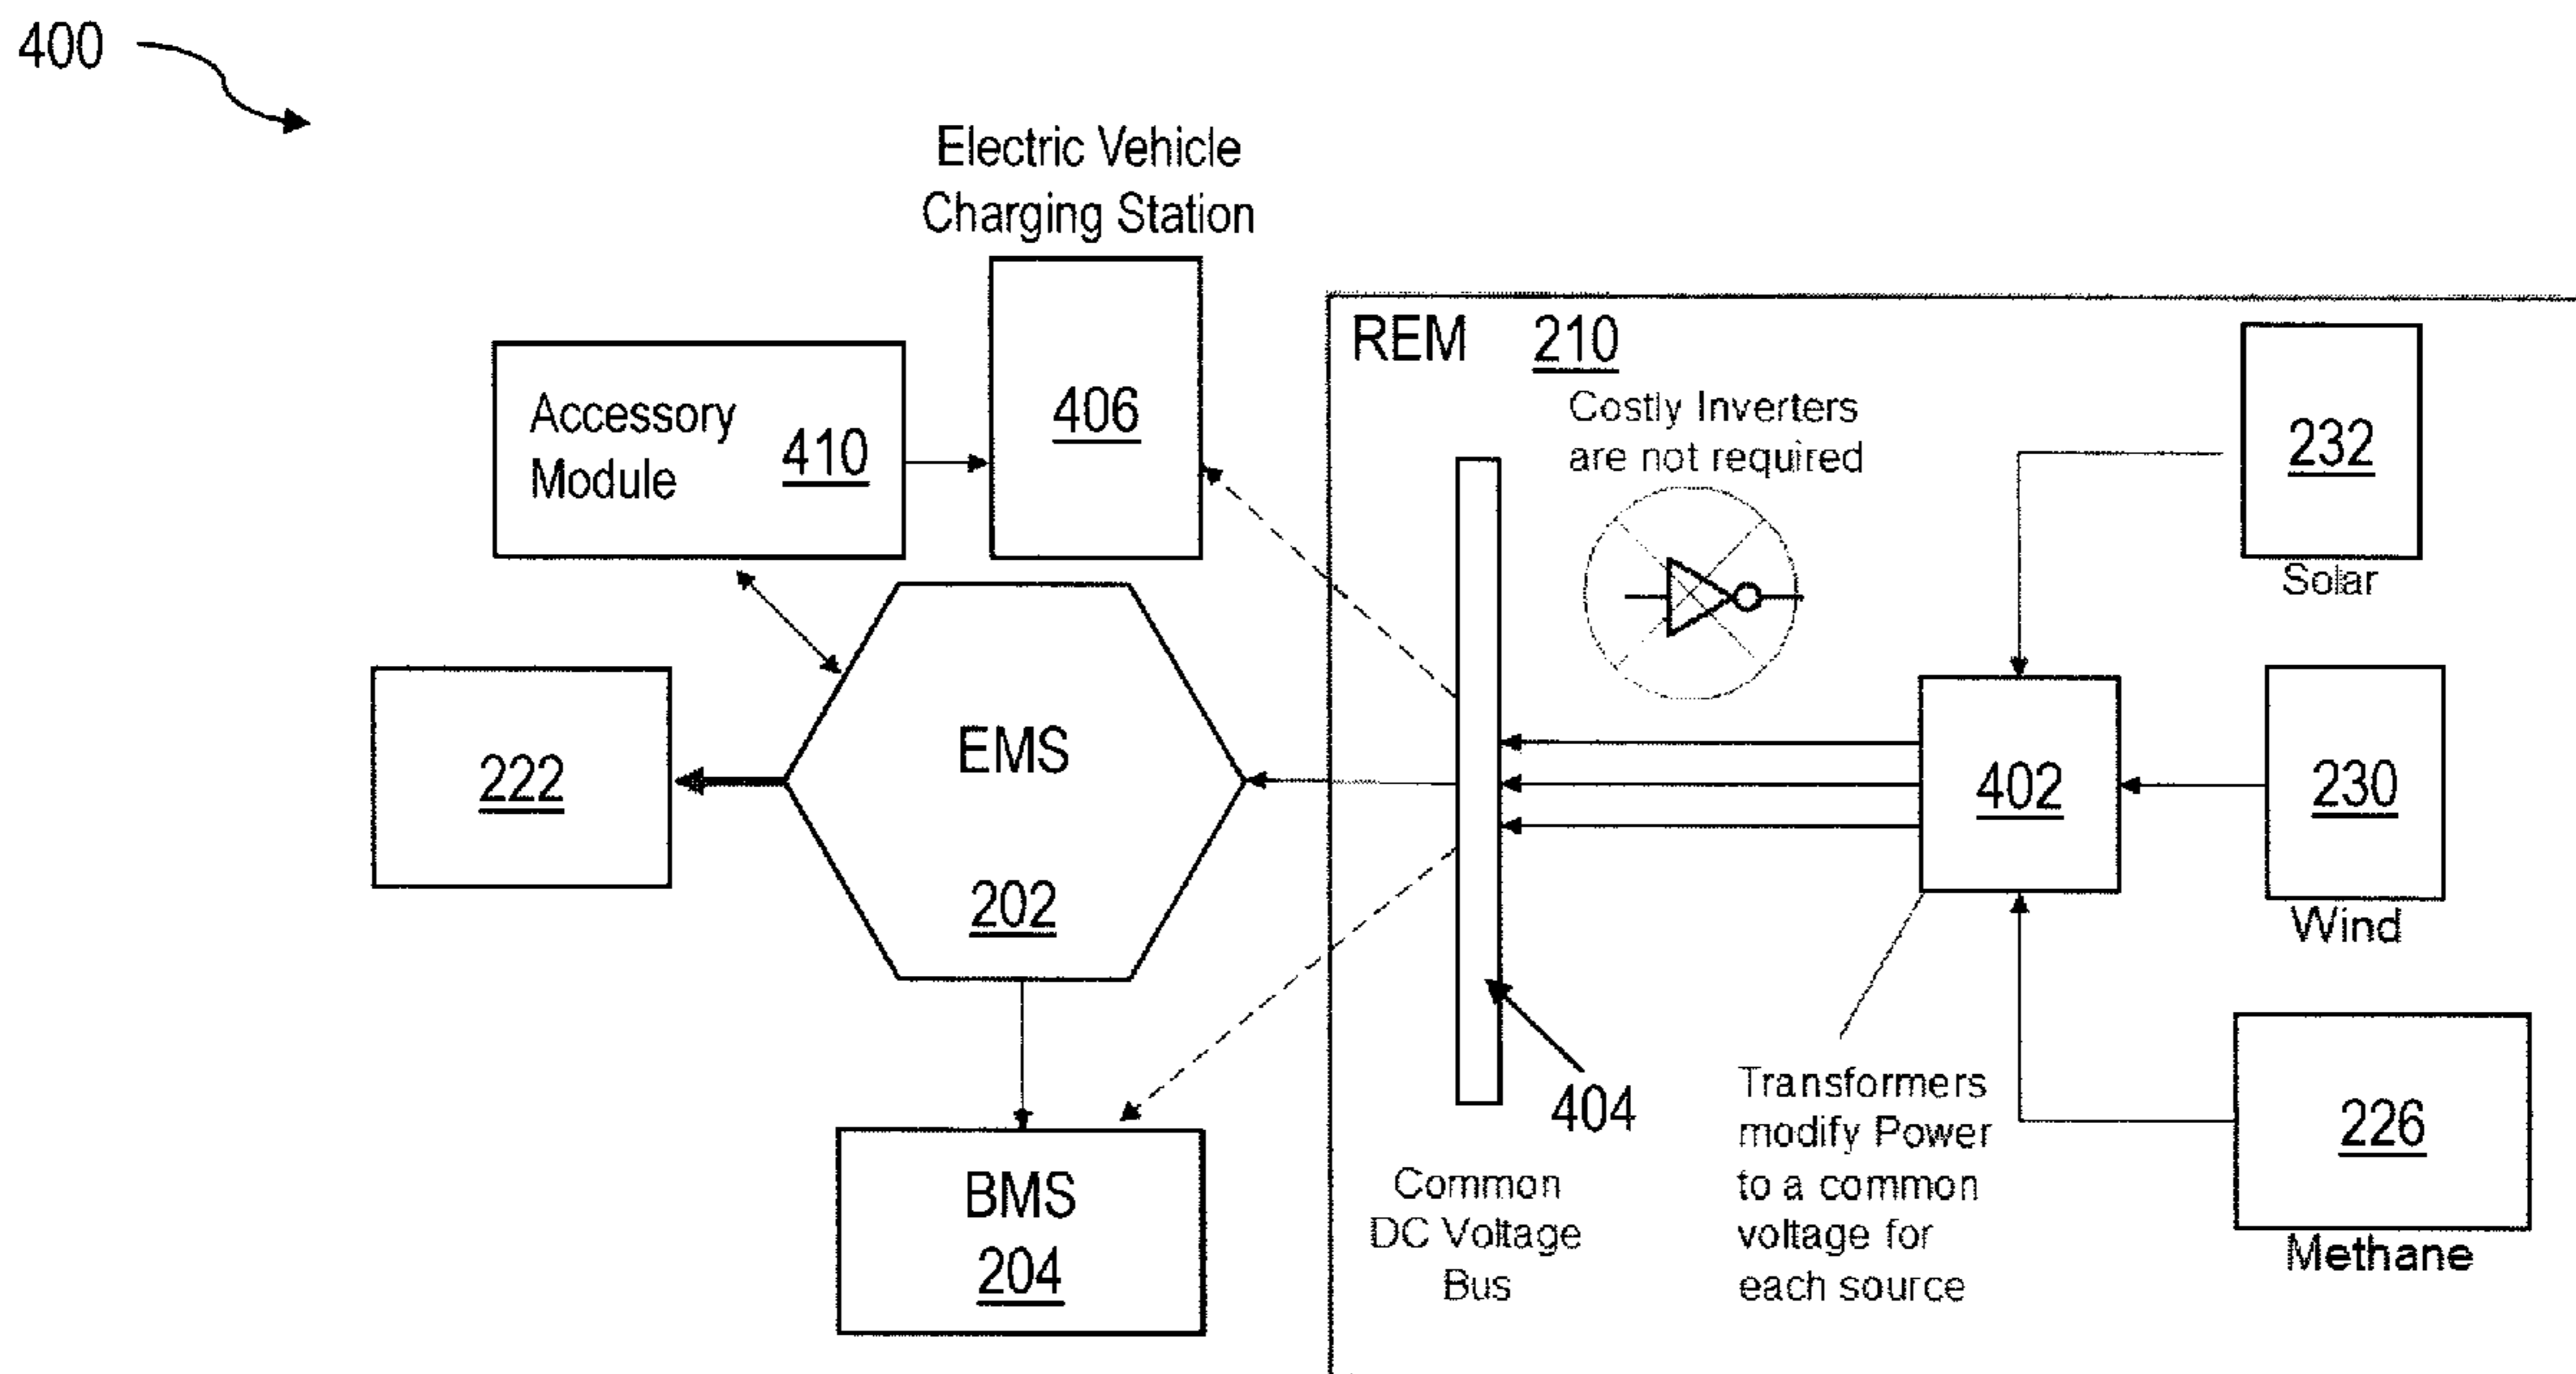 400
Electric Vehicle
Charging Station
406
Accessory
Module
410
222
EMS
202
BMS
204
REM 210
Costly Inverters
are not required
404
Common
DC Voltage
Bus
402
Transformers
modify Power
to a common
voltage for
each source
232
Solar
230
Wind
226
Methane